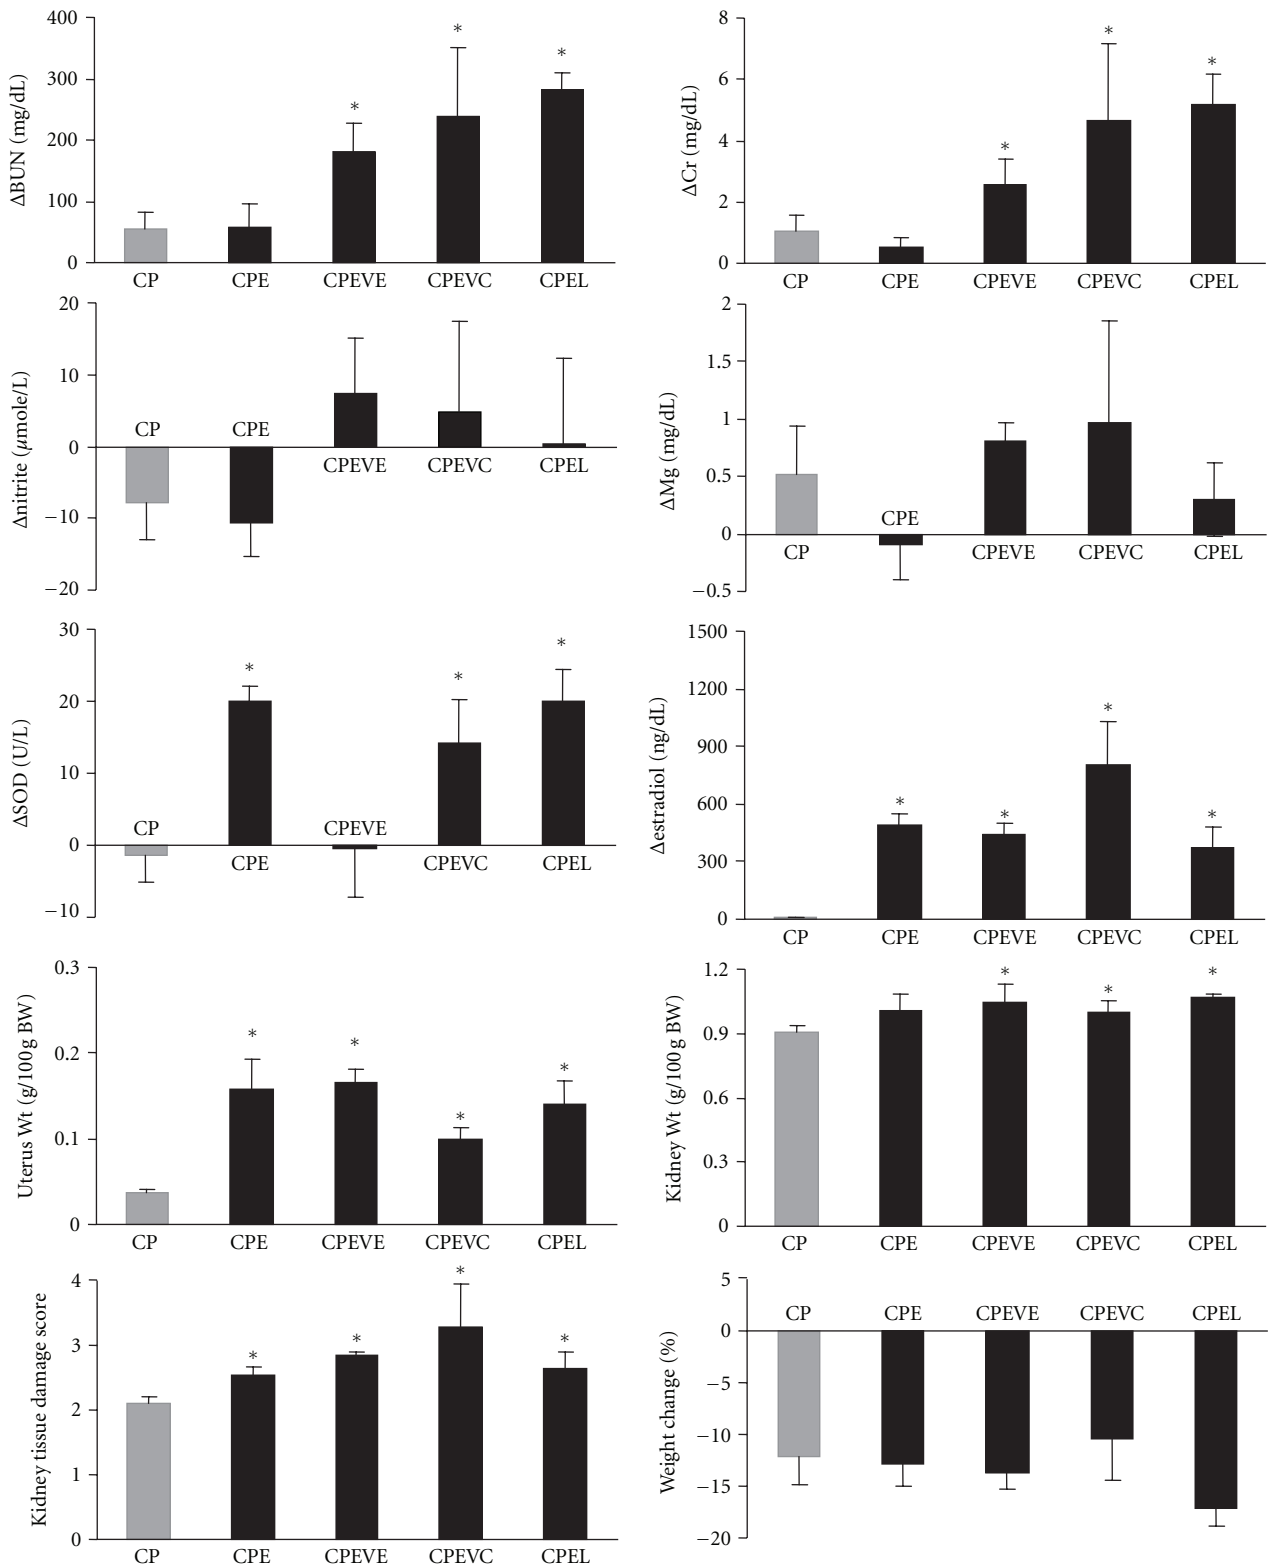 ΔBUN (mg/dL)
400
300
200
100
0
* * *
CP CPE CPEVE CPEVC CPEL
ΔCr (mg/dL)
8
6
4
2
0
* * *
CP CPE CPEVE CPEVC CPEL
Δnitrite (μmole/L)
20
10
0
−10
−20
CP CPE CPEVE CPEVC CPEL
ΔMg (mg/dL)
2
1.5
1
0.5
0
−0.5
CP CPE CPEVE CPEVC CPEL
ΔSOD (U/L)
30
20
10
0
−10
* * *
CP CPE CPEVE CPEVC CPEL
Δestradiol (ng/dL)
1500
1200
900
600
300
0
* * * *
CP CPE CPEVE CPEVC CPEL
Uterus Wt (g/100g BW)
0.3
0.2
0.1
0
* * * *
CP CPE CPEVE CPEVC CPEL
Kidney Wt (g/100 g BW)
1.2
0.9
0.6
0.3
0
* * *
CP CPE CPEVE CPEVC CPEL
Kidney tissue damage score
4
3
2
1
0
* * * *
CP CPE CPEVE CPEVC CPEL
Weight change (%)
5
0
−5
−10
−15
−20
CP CPE CPEVE CPEVC CPEL